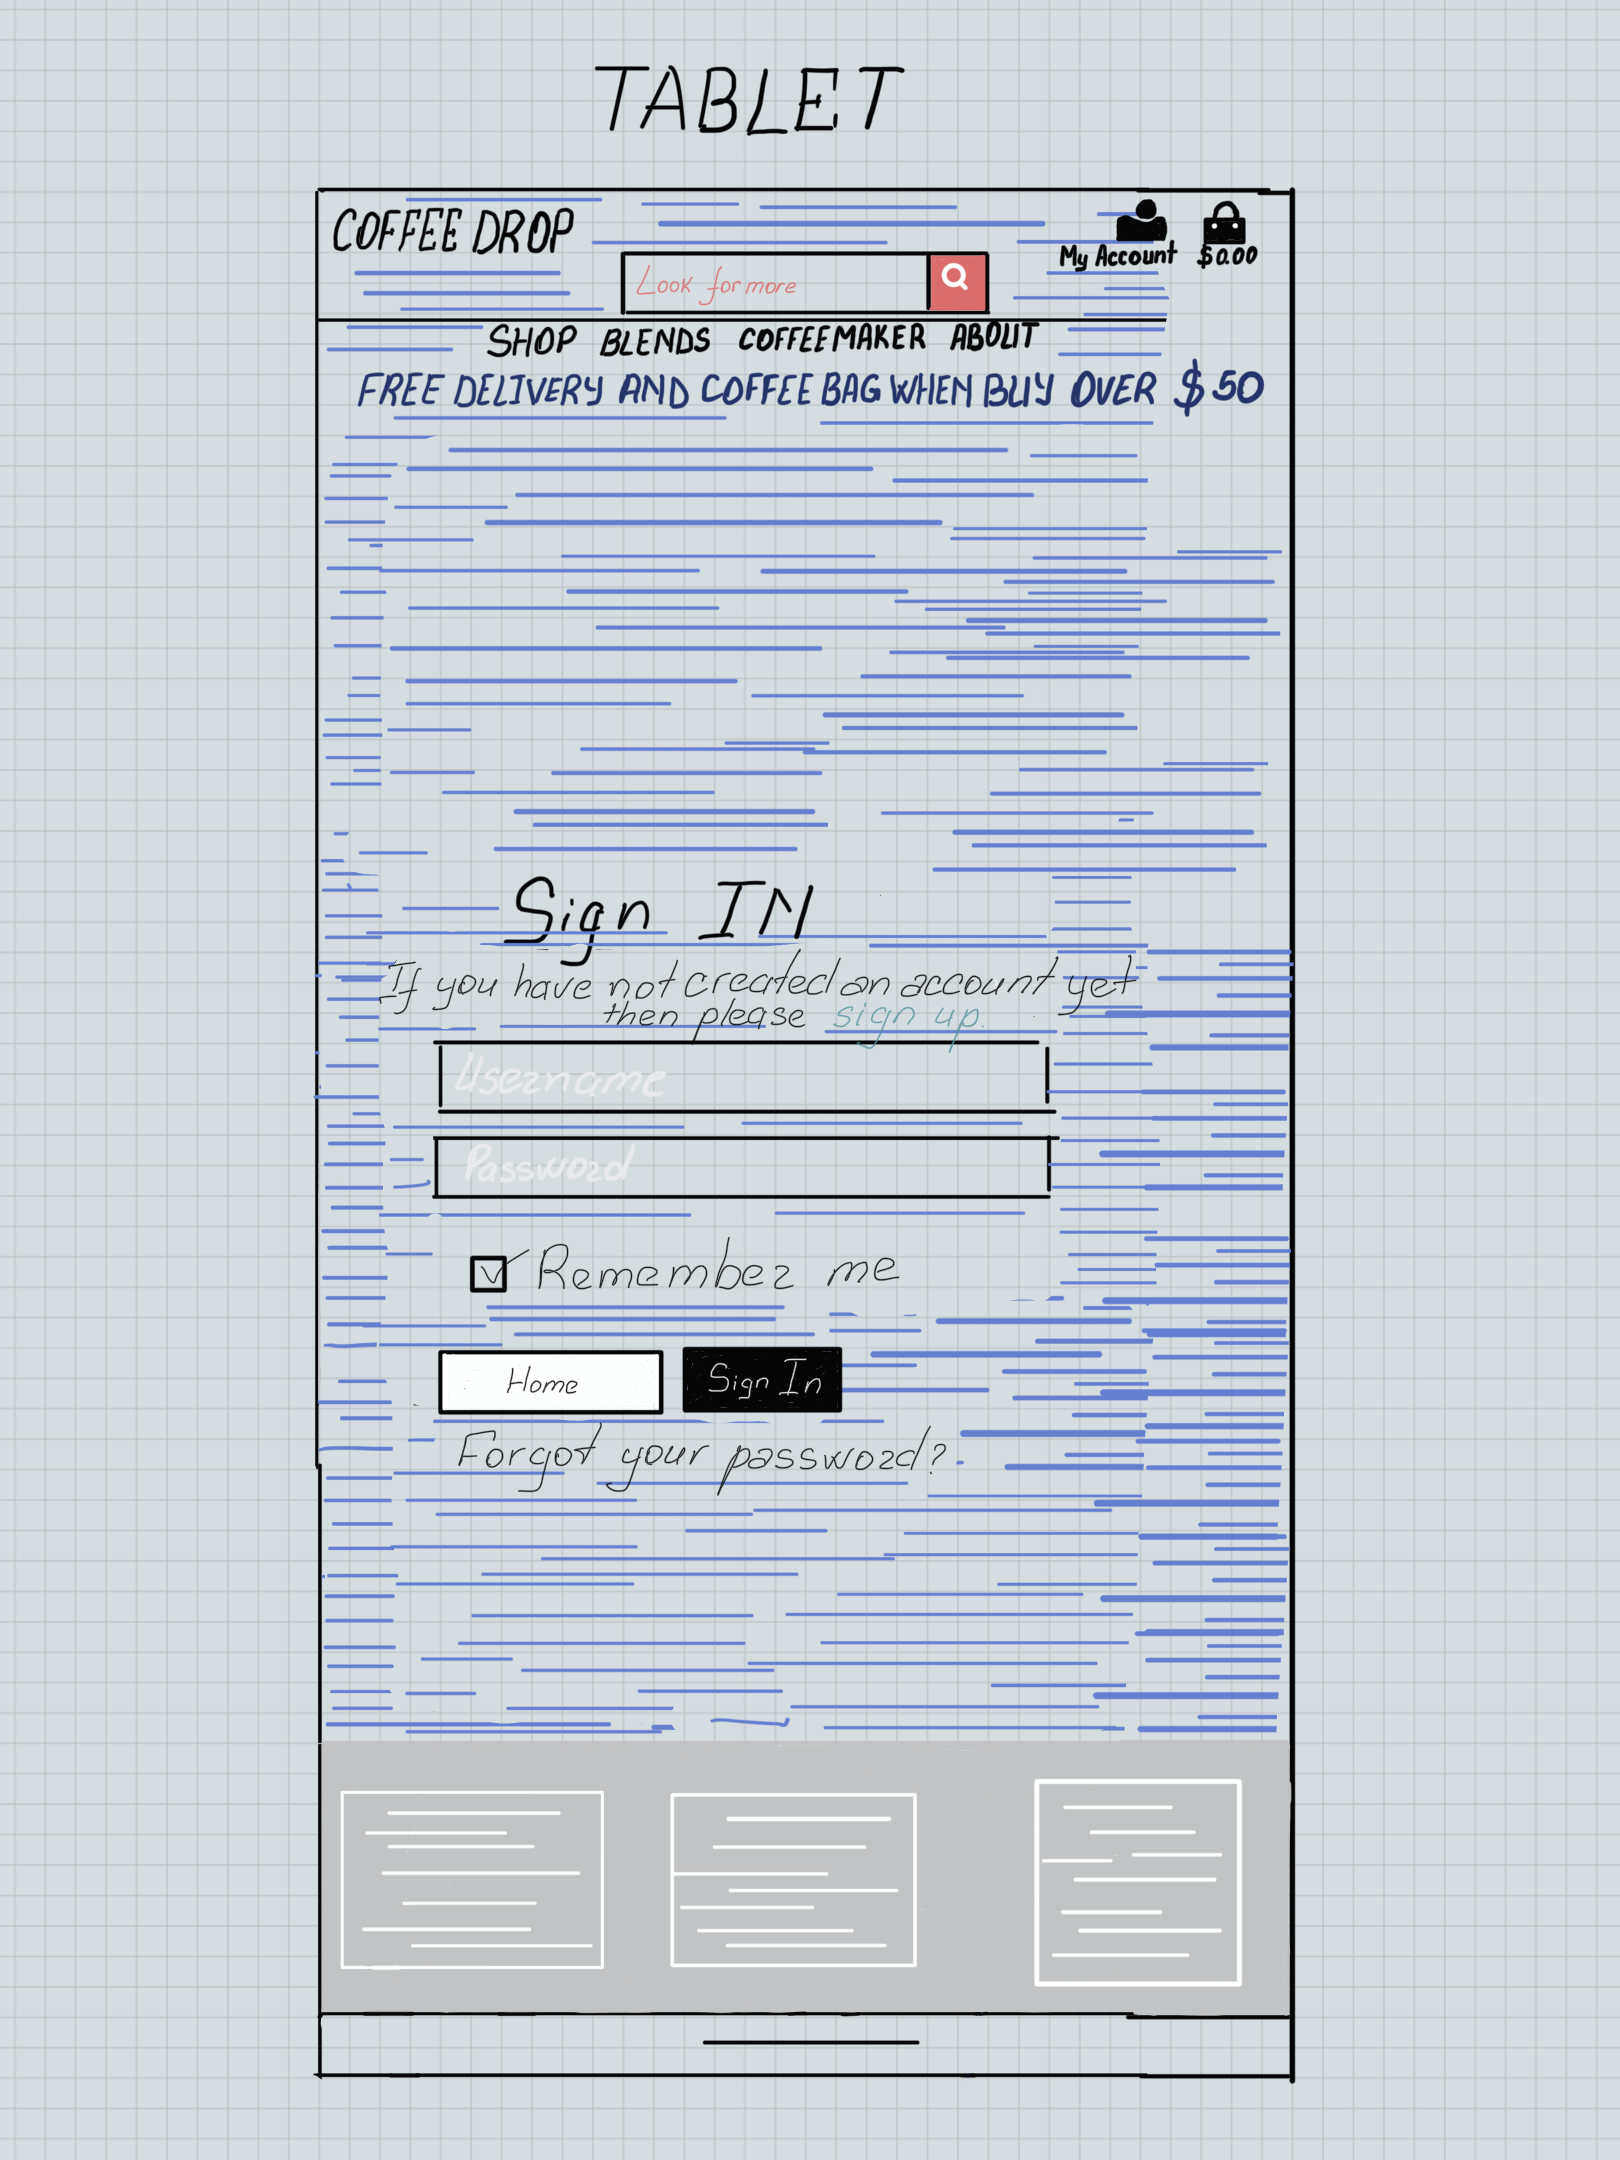 TABLET
COFFEE DROP
My Account $0.00
Look for more
SHOP BLENDS COFFEEMAKER ABOUT
FREE DELIVERY AND COFFEE BAG WHEN BUY OVER $50
Sign IN
If you have not created an account yet
then please sign up.
Username
Password
Remember me
Home Sign In
Forgot your password?